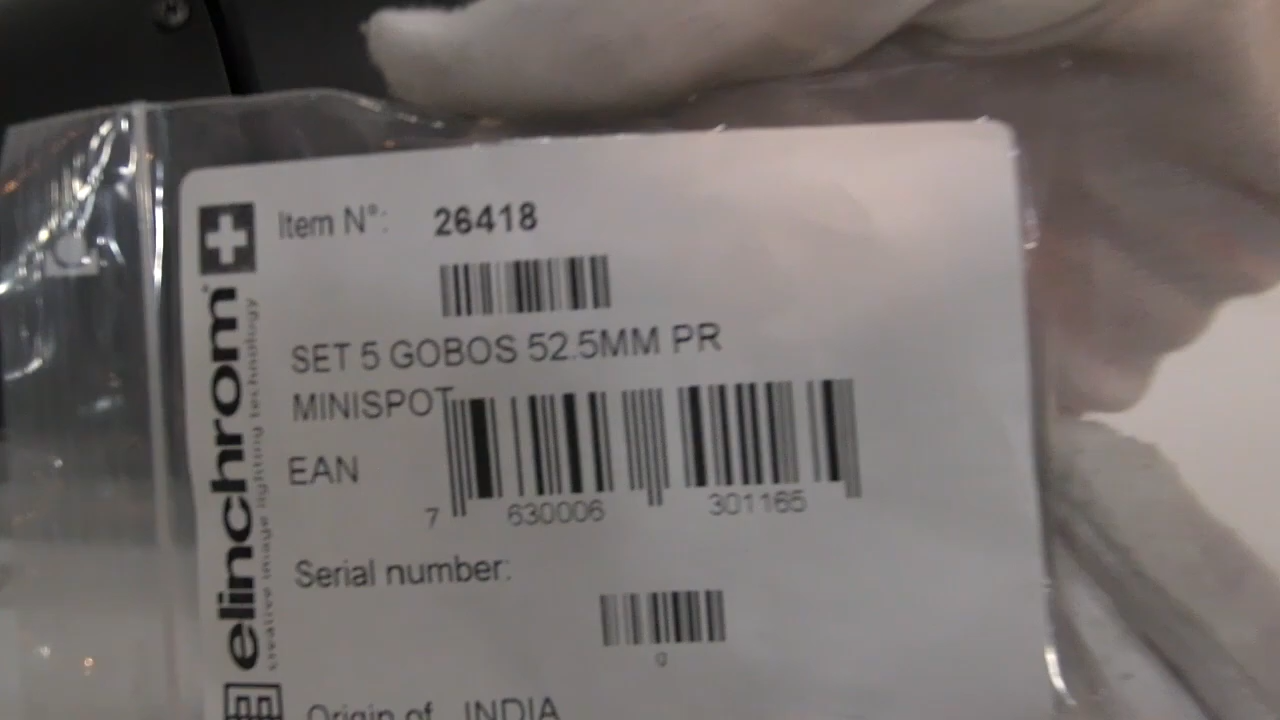 Item N°: 26418
SET 5 GOBOS 52.5MM PR
MINISPOT
EAN
7 630006 301165
Serial number:
0
Origin of INDIA
elinchrom
creative image lighting technology